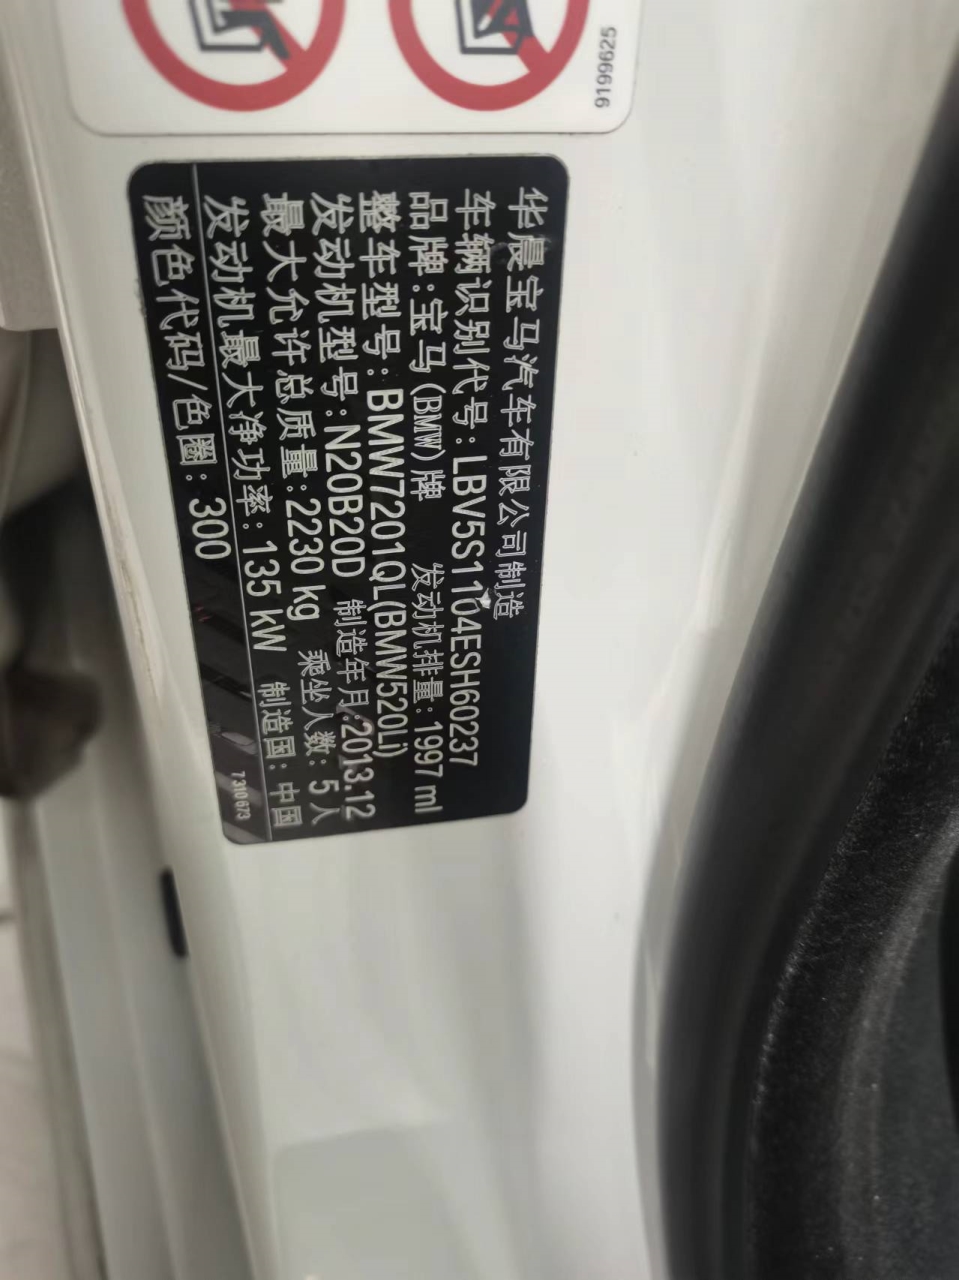 9199625
华晨宝马汽车有限公司制造
车辆识别代号:LBV5S1104ESH60237
品牌:宝马(BMW)牌 发动机排量:1997 ml
整车型号:BMW7201QL(BMW520Li)
发动机型号:N20B20D 制造年月:2013.12
最大允许总质量:2230 kg 乘坐人数:5人
发动机最大净功率:135 kW 制造国:中国
颜色代码/色圈:300 7 310 673